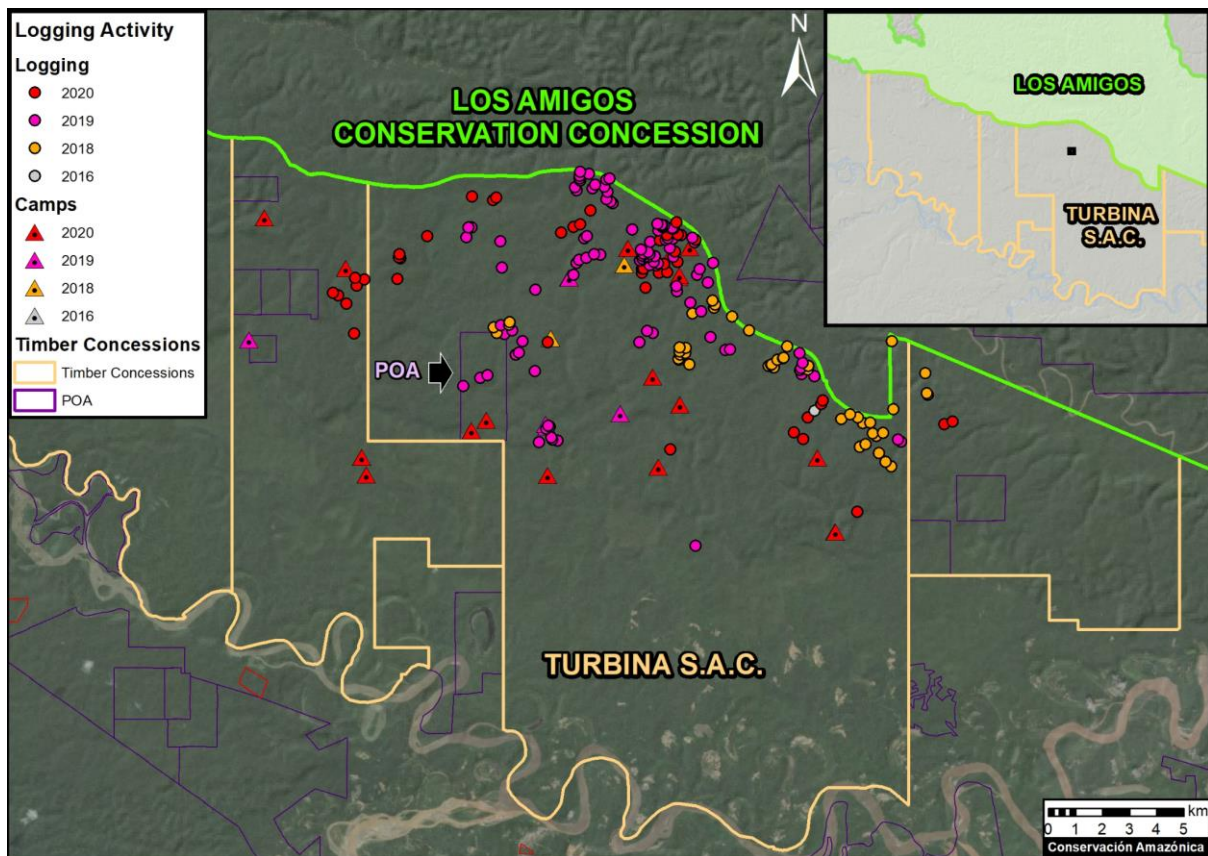 Logging Activity
Logging
2020
2019
2018
2016
Camps
2020
2019
2018
2016
Timber Concessions
Timber Concessions
POA
LOS AMIGOS
CONSERVATION CONCESSION
N
LOS AMIGOS
TURBINA
S.A.C.
POA
TURBINA S.A.C.
km
0 1 2 3 4 5
Conservación Amazónica